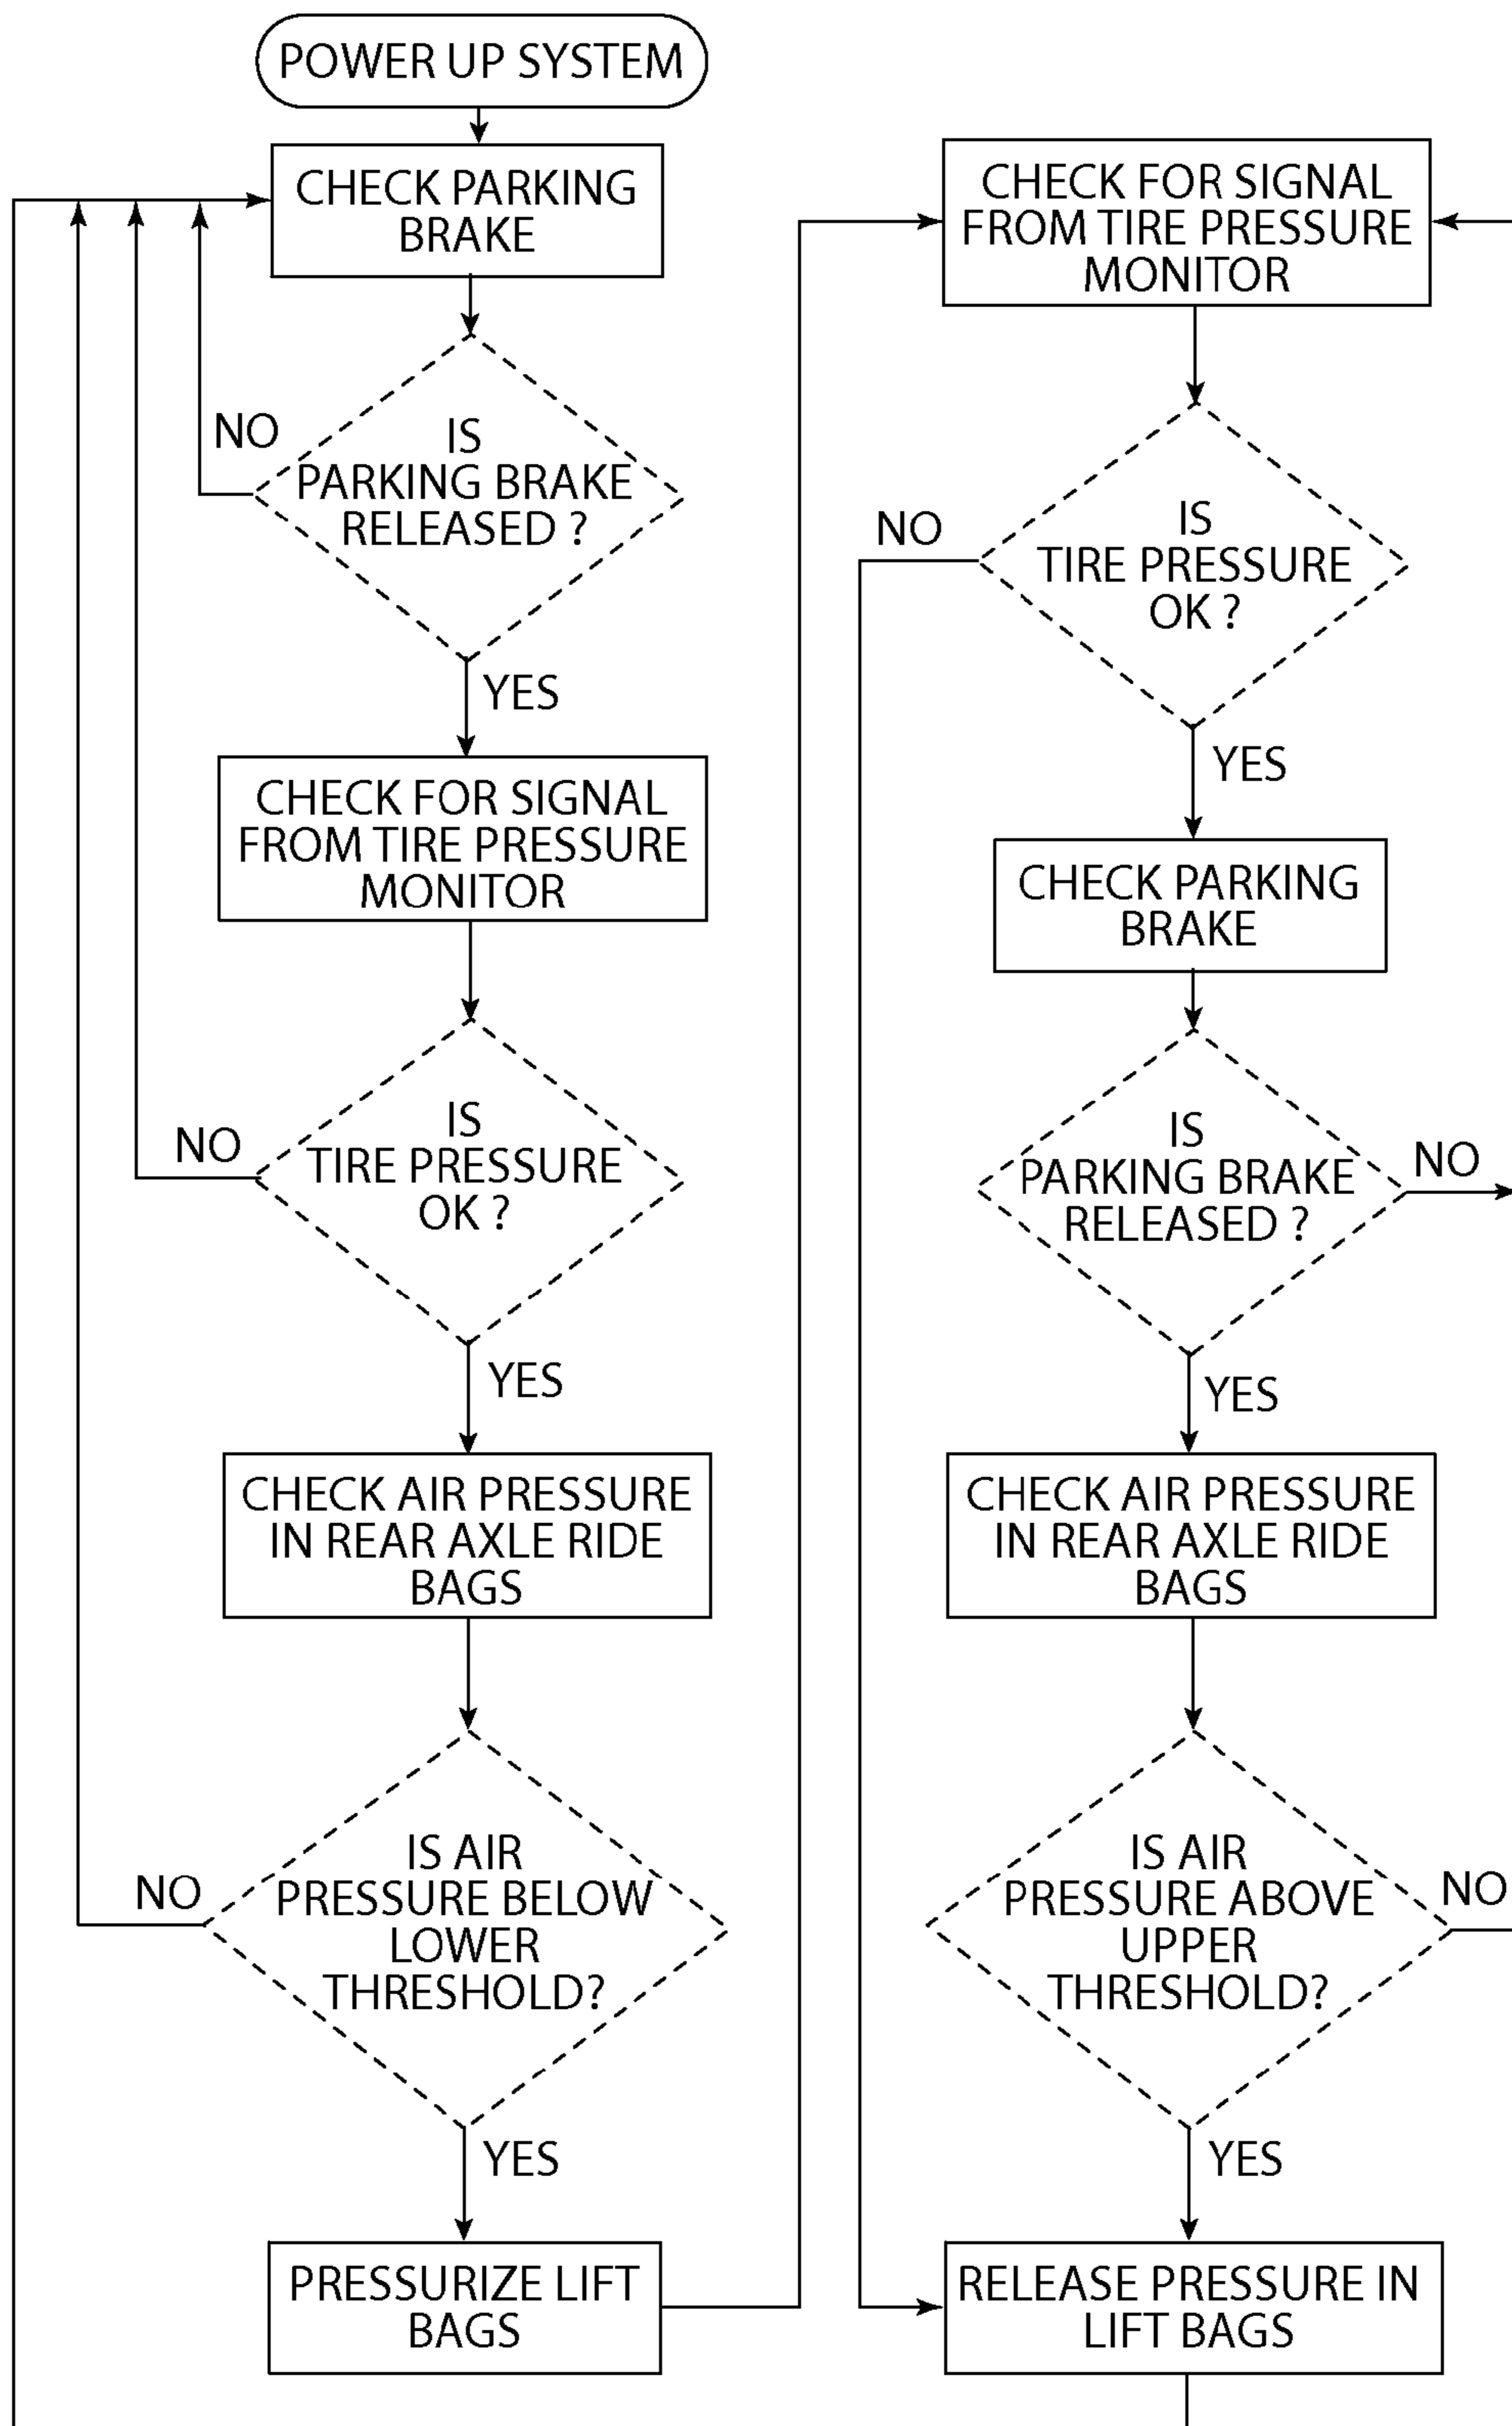 POWER UP SYSTEM
CHECK PARKING
BRAKE
NO
IS
PARKING BRAKE
RELEASED ?
YES
CHECK FOR SIGNAL
FROM TIRE PRESSURE
MONITOR
NO
IS
TIRE PRESSURE
OK ?
YES
CHECK AIR PRESSURE
IN REAR AXLE RIDE
BAGS
NO
IS AIR
PRESSURE BELOW
LOWER
THRESHOLD?
YES
PRESSURIZE LIFT
BAGS
CHECK FOR SIGNAL
FROM TIRE PRESSURE
MONITOR
NO
IS
TIRE PRESSURE
OK ?
YES
CHECK PARKING
BRAKE
IS
PARKING BRAKE
RELEASED ?
NO
YES
CHECK AIR PRESSURE
IN REAR AXLE RIDE
BAGS
IS AIR
PRESSURE ABOVE
UPPER
THRESHOLD?
NO
YES
RELEASE PRESSURE IN
LIFT BAGS